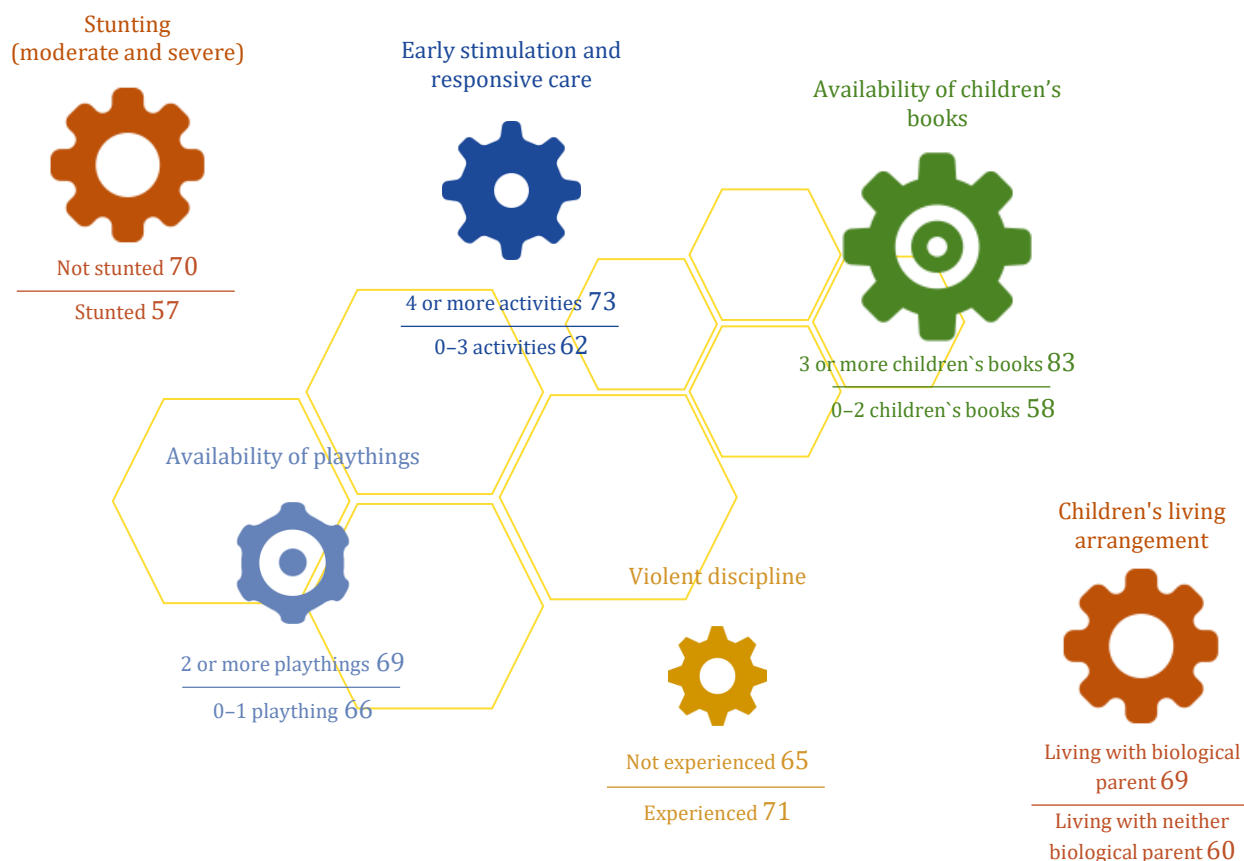 Stunting
(moderate and severe)
Not stunted 70
Stunted 57
Early stimulation and
responsive care
4 or more activities 73
0–3 activities 62
Availability of children’s
books
3 or more children`s books 83
0–2 children`s books 58
Availability of playthings
2 or more playthings 69
0–1 plaything 66
Violent discipline
Not experienced 65
Experienced 71
Children's living
arrangement
Living with biological
parent 69
Living with neither
biological parent 60